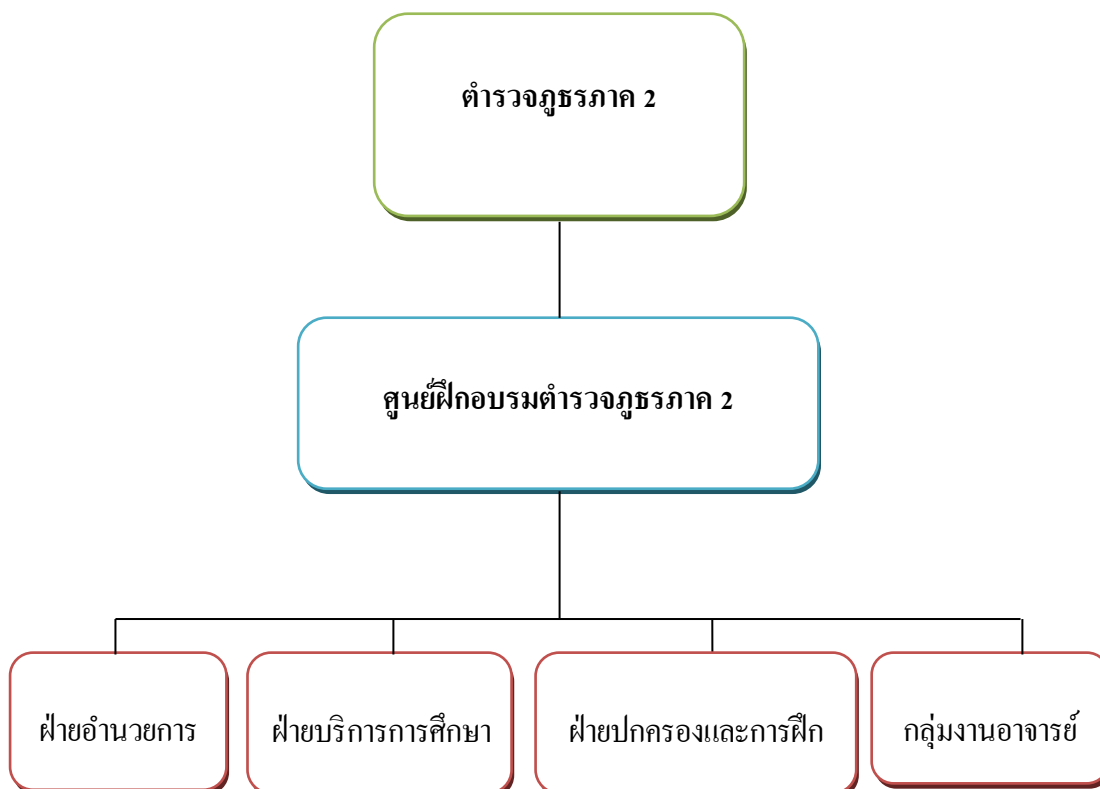 ตำรวจภูธรภาค 2
ศูนย์ฝึกอบรมตำรวจภูธรภาค 2
ฝ่ายอำนวยการ
ฝ่ายบริการการศึกษา
ฝ่ายปกครองและการฝึก
กลุ่มงานอาจารย์